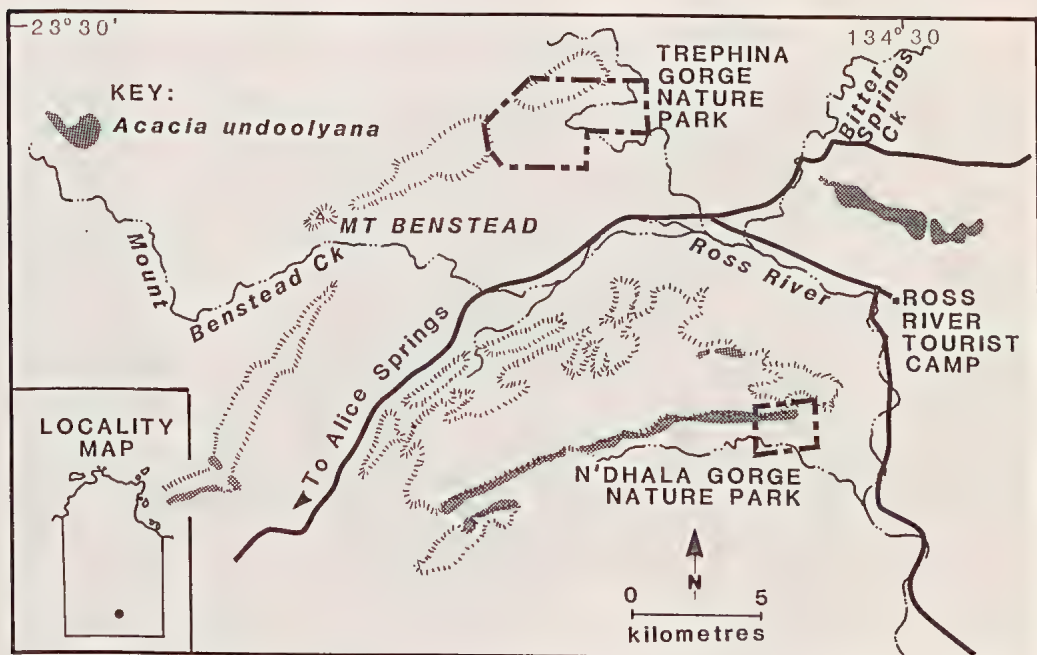 23°30'
134°30
TREPHINA
GORGE
NATURE
PARK
Bitter
Springs
Ck
KEY:
Acacia undoolyana
MT BENSTEAD
Mount
Benstead Ck
Ross River
ROSS
RIVER
TOURIST
CAMP
To Alice Springs
LOCALITY
MAP
N'DHALA GORGE
NATURE PARK
N
0 5
kilometres